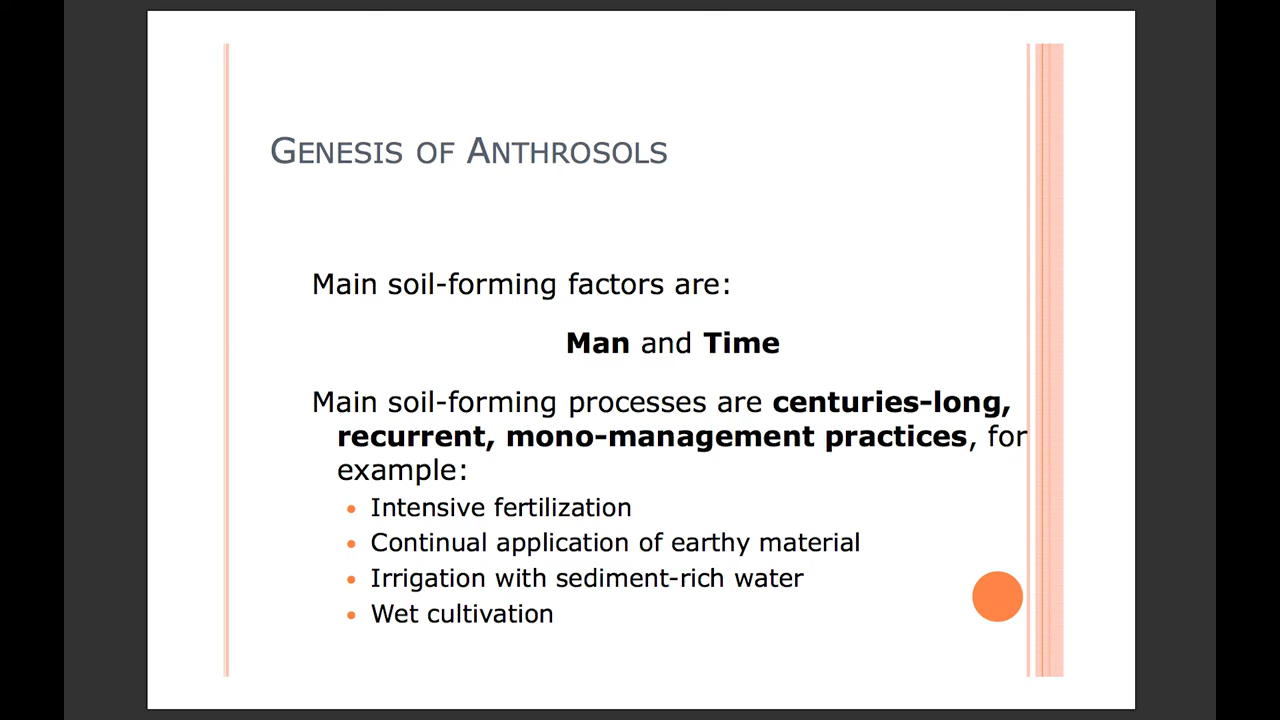 GENESIS OF ANTHROSOLS
Main soil-forming factors are:
Man and Time
Main soil-forming processes are centuries-long,
recurrent, mono-management practices, for
example:
• Intensive fertilization
• Continual application of earthy material
• Irrigation with sediment-rich water
• Wet cultivation